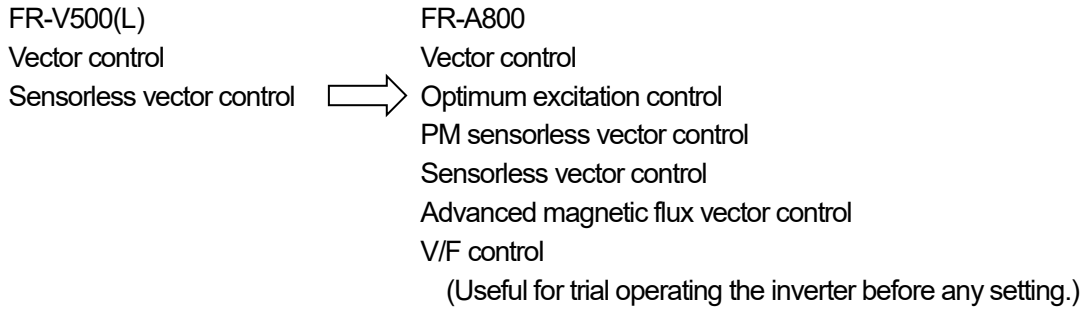 FR-V500(L)
Vector control
Sensorless vector control
FR-A800
Vector control
Optimum excitation control
PM sensorless vector control
Sensorless vector control
Advanced magnetic flux vector control
V/F control
(Useful for trial operating the inverter before any setting.)